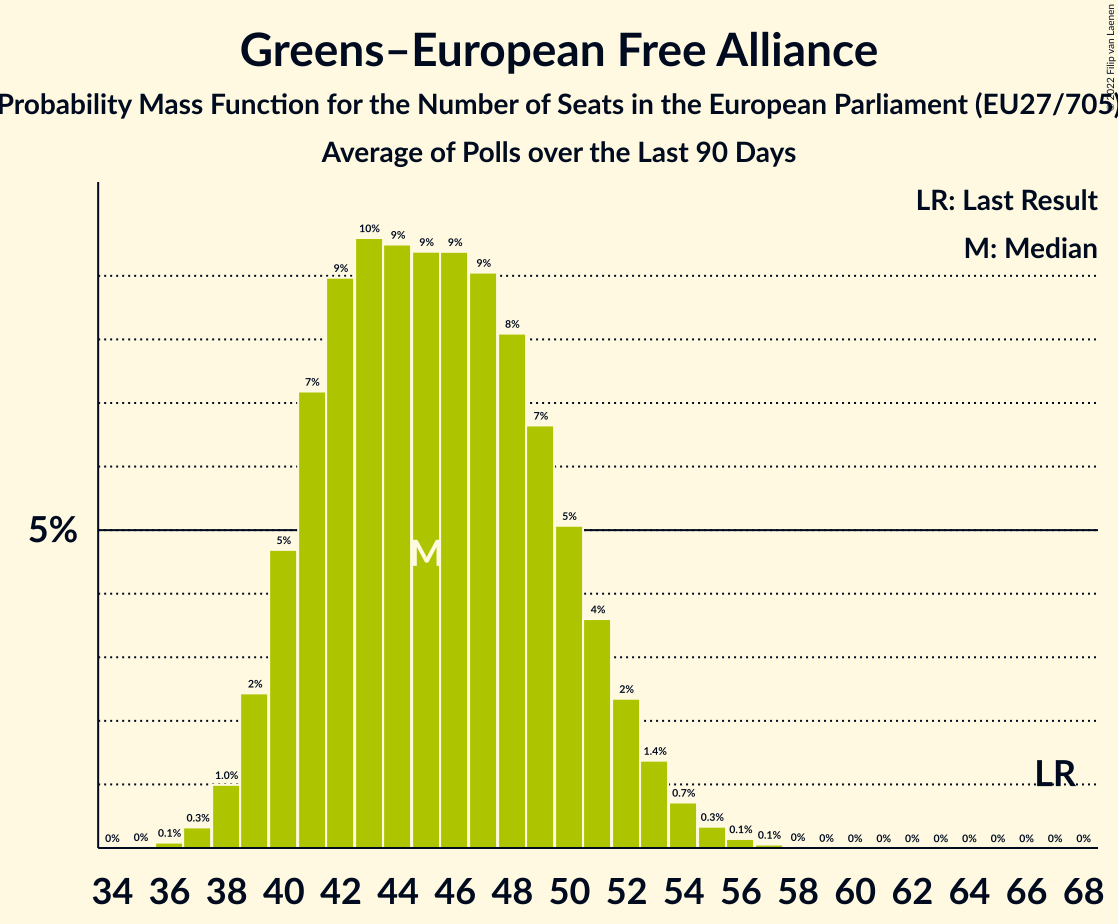 Greens–European Free Alliance
Probability Mass Function for the Number of Seats in the European Parliament (EU27/705)
Average of Polls over the Last 90 Days
© 2022 Filip van Laenen
LR: Last Result
M: Median
10%
9%
9%
9%
9%
9%
8%
7%
7%
5%
5%
5%
M
4%
2%
2%
1.4%
LR
1.0%
0.7%
0.3%
0.3%
0% 0% 0.1% 0.1% 0.1% 0% 0% 0% 0% 0% 0% 0% 0% 0% 0% 0%
34 36 38 40 42 44 46 48 50 52 54 56 58 60 62 64 66 68